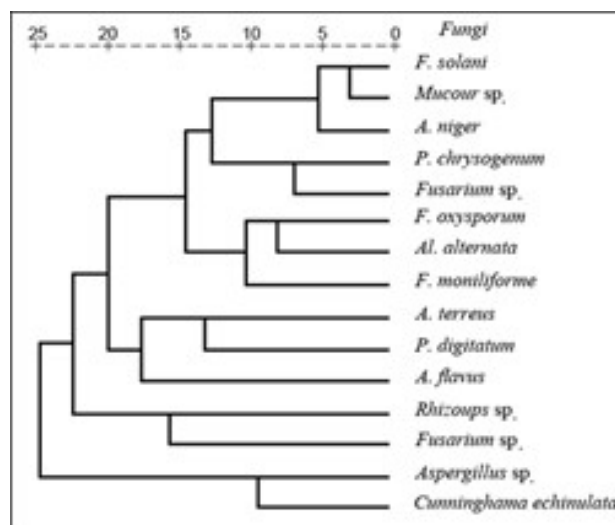 Fungi
25 20 15 10 5 0
F. solani
Mucour sp.
A. niger
P. chrysogenum
Fusarium sp.
F. oxysporum
Al. alternata
F. moniliforme
A. terreus
P. digitatum
A. flavus
Rhizoups sp.
Fusarium sp.
Aspergillus sp.
Cunninghama echinulata